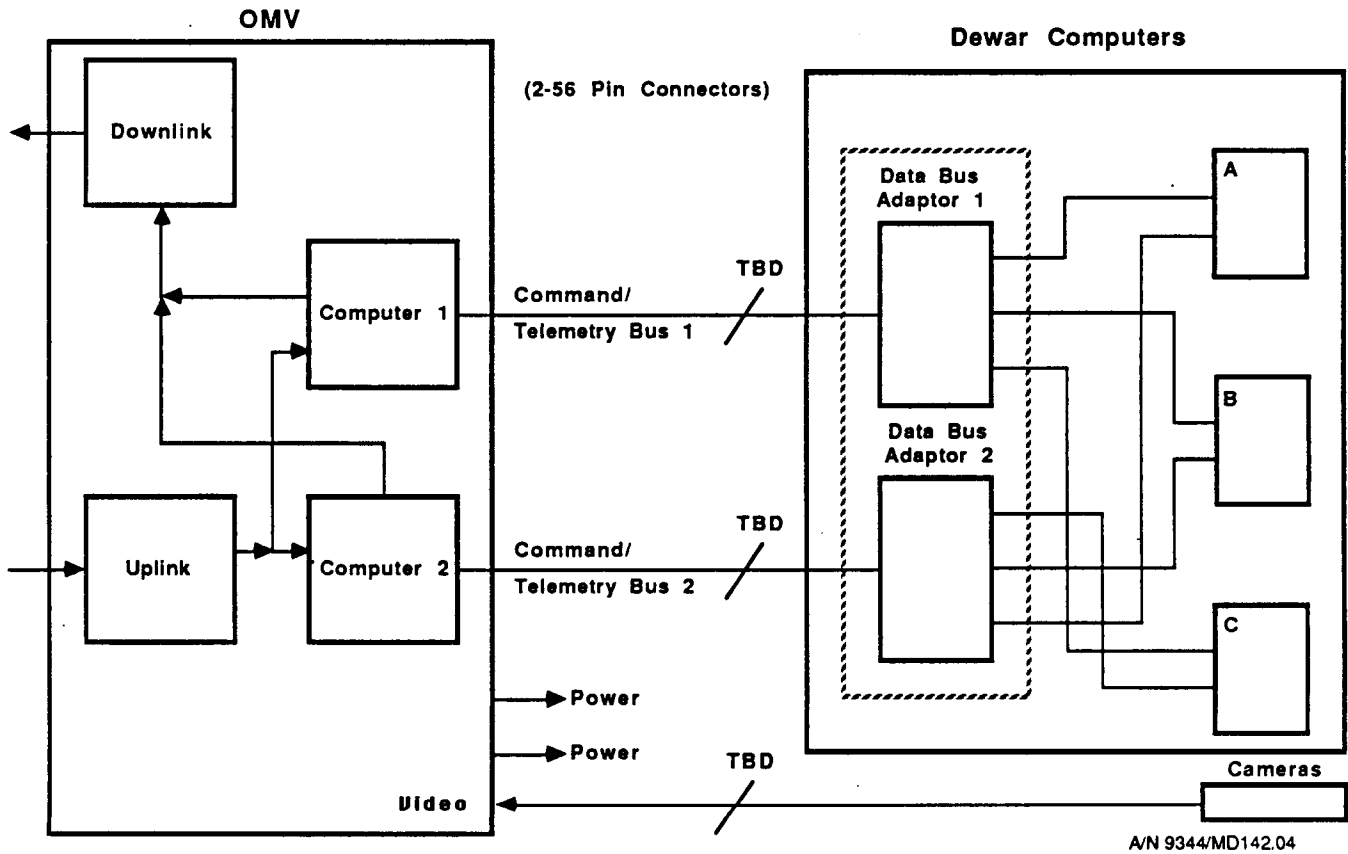 OMV
Dewar Computers
(2-56 Pin Connectors)
Downlink
Data Bus
Adaptor 1
A
TBD
Command/
Computer 1
Telemetry Bus 1
B
Data Bus
Adaptor 2
TBD
Command/
Uplink
Computer 2
Telemetry Bus 2
C
Power
Power
TBD
Cameras
Video
A/N 9344/MD142.04